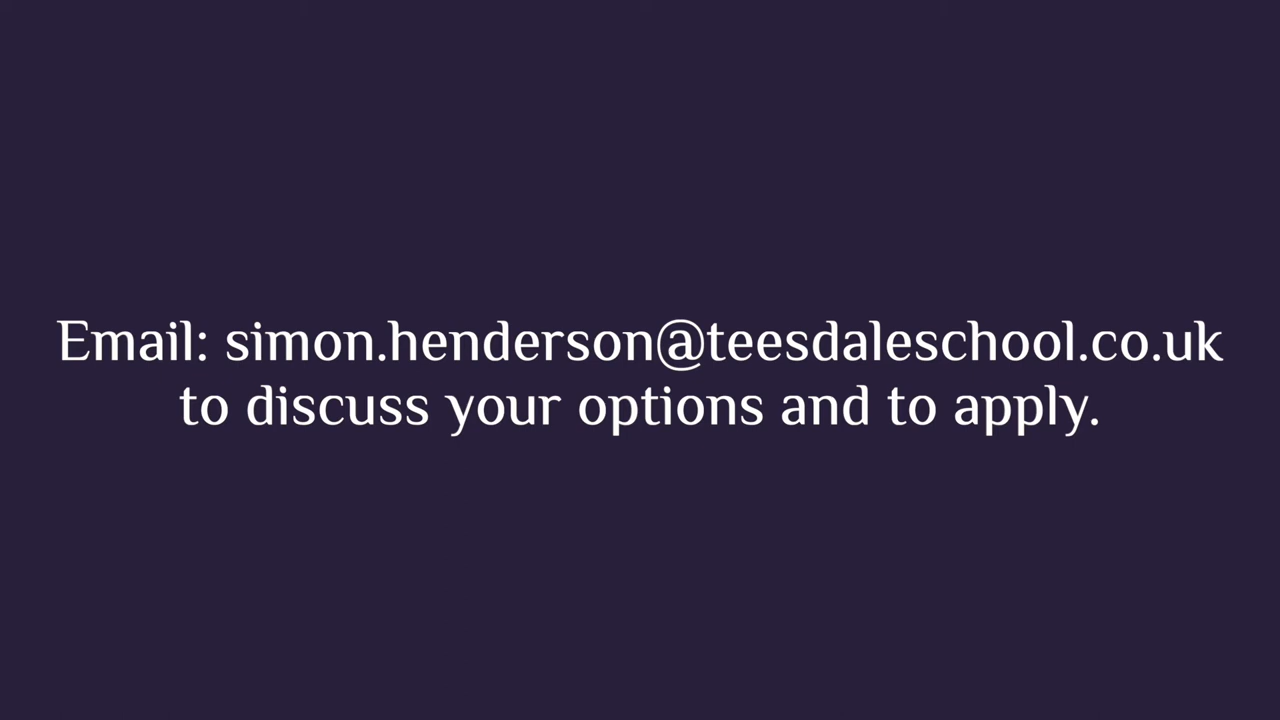 Email: simon.henderson@teesdaleschool.co.uk
to discuss your options and to apply.